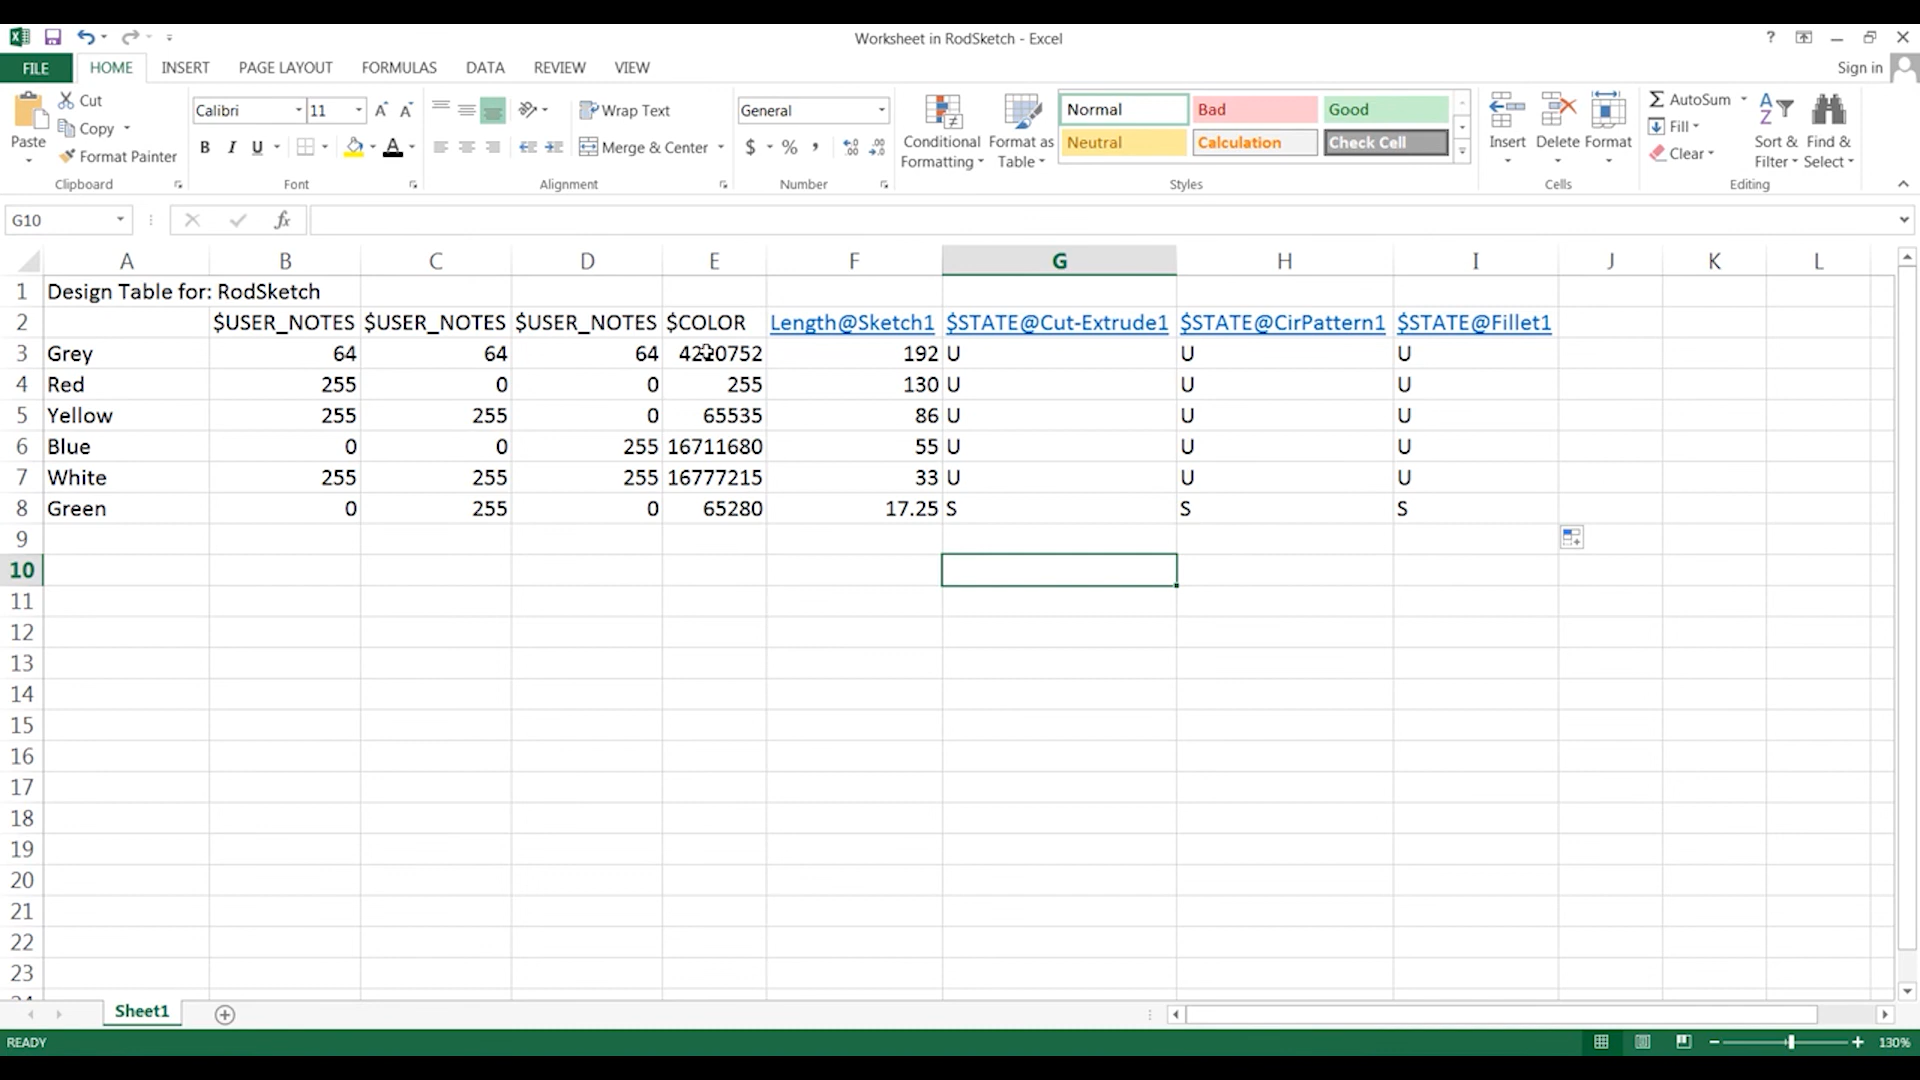 Worksheet in RodSketch - Excel
?
FILE HOME INSERT PAGE LAYOUT FORMULAS DATA REVIEW VIEW Sign in
Paste Cut Copy Format Painter Clipboard
Calibri 11 A A B I U A Font
Wrap Text Merge & Center Alignment
General $ % , .00 .00 Number
Conditional Formatting Format as Table
Normal Bad Good
Neutral Calculation Check Cell
Styles
Insert Delete Format Cells
AutoSum Fill Clear Sort & Filter Find & Select Editing
G10 fx
A B C D E F G H I J K L
1 Design Table for: RodSketch
2 $USER_NOTES $USER_NOTES $USER_NOTES $COLOR Length@Sketch1 $STATE@Cut-Extrude1 $STATE@CirPattern1 $STATE@Fillet1
3 Grey 64 64 64 4210752 192 U U U
4 Red 255 0 0 255 130 U U U
5 Yellow 255 255 0 65535 86 U U U
6 Blue 0 0 255 16711680 55 U U U
7 White 255 255 255 16777215 33 U U U
8 Green 0 255 0 65280 17.25 S S S
9
10
11
12
13
14
15
16
17
18
19
20
21
22
23
24
Sheet1
READY 130%